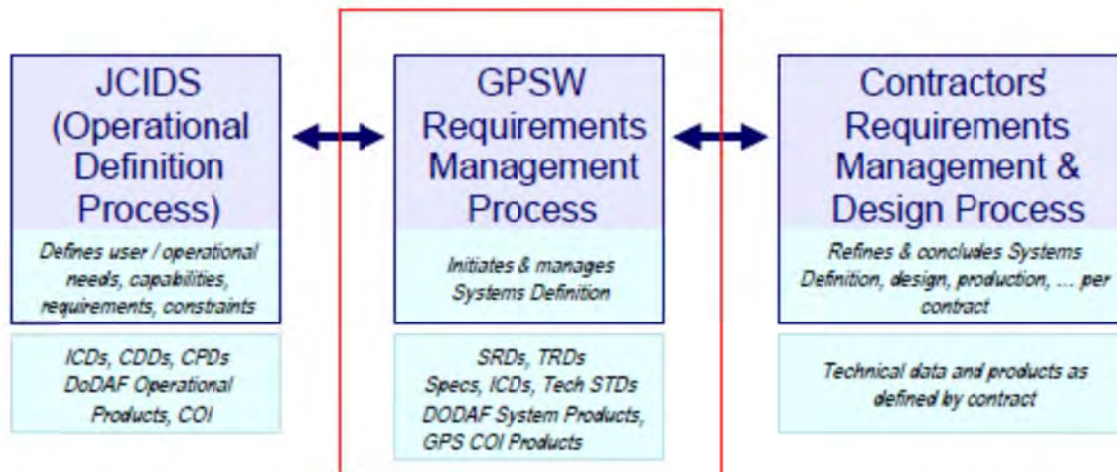 JCIDS
(Operational
Definition
Process)
Defines user / operational
needs, capabilities,
requirements, constraints
ICDs, CDDs, CPDs
DoDAF Operational
Products, COI
GPSW
Requirements
Management
Process
Initiates & manages
Systems Definition
SRDs, TRDs
Specs, ICDs, Tech STDs
DODAF System Products,
GPS COI Products
Contractors'
Requirements
Management &
Design Process
Refines & concludes Systems
Definition, design, production, ... per
contract
Technical data and products as
defined by contract